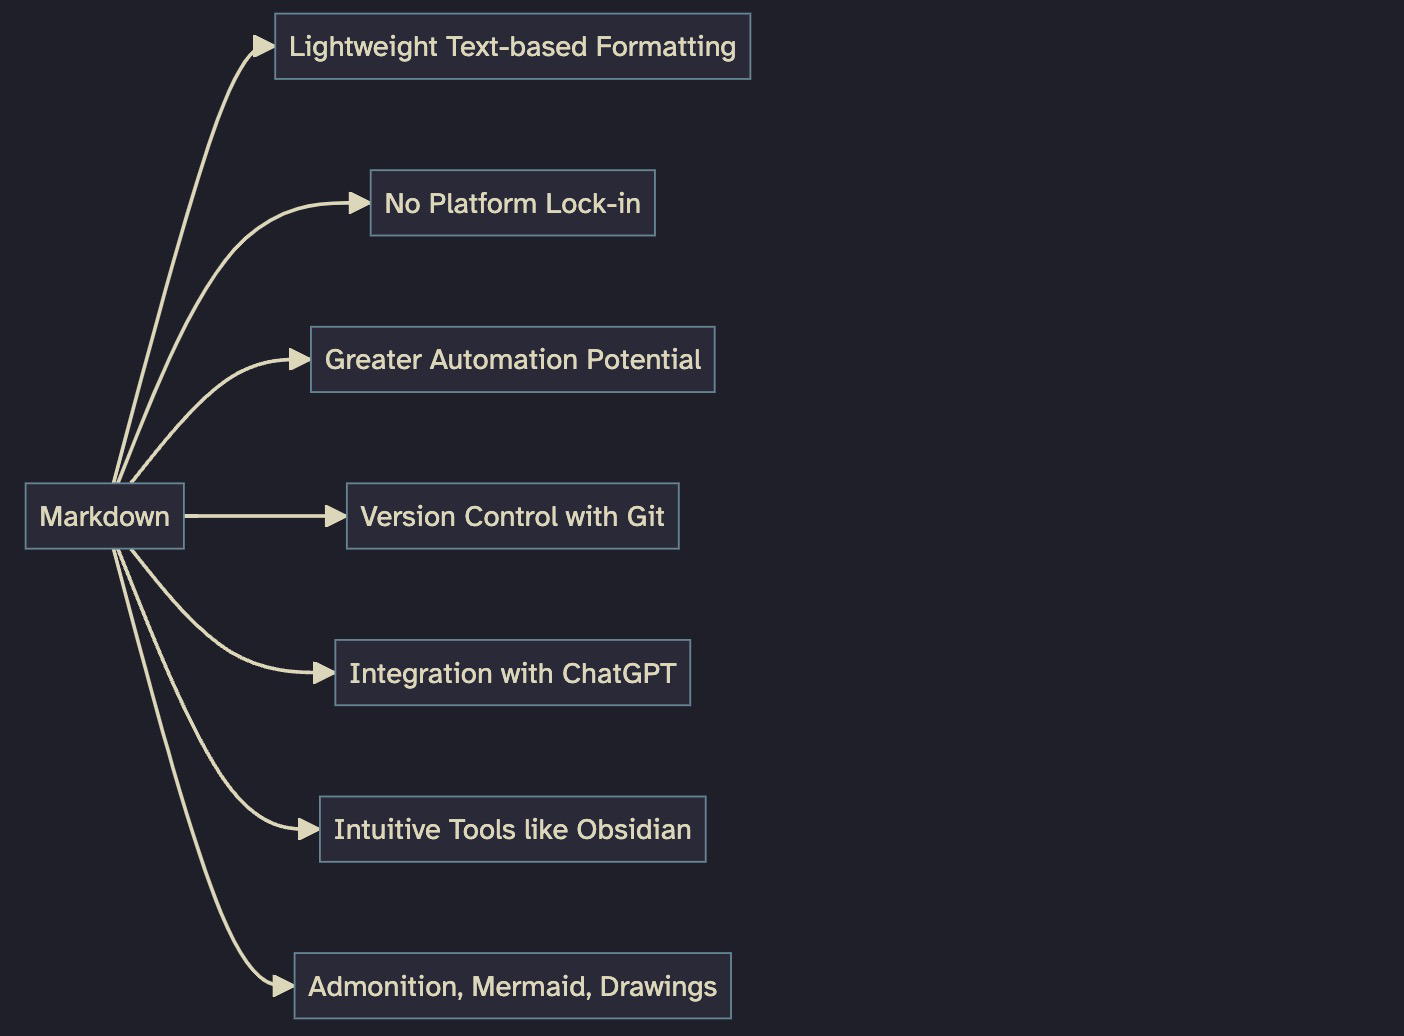 Lightweight Text-based Formatting
No Platform Lock-in
Greater Automation Potential
Markdown
Version Control with Git
Integration with ChatGPT
Intuitive Tools like Obsidian
Admonition, Mermaid, Drawings